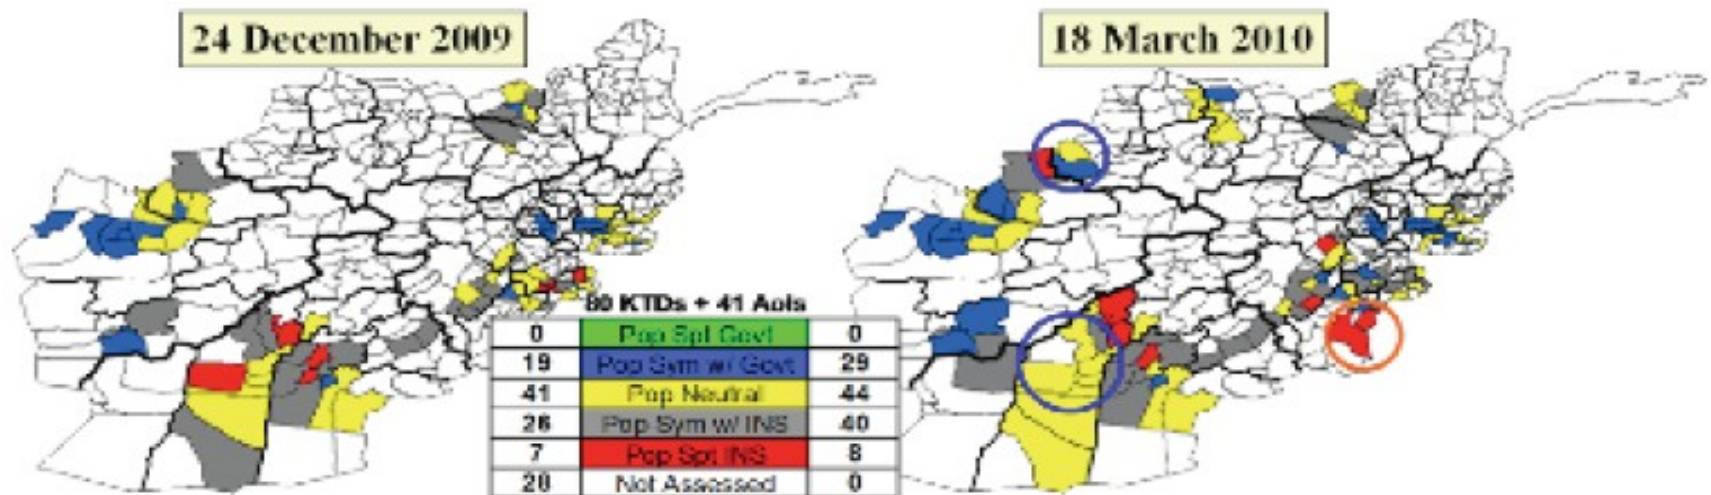 24 December 2009
18 March 2010
80 KTDs + 41 AoIs
0 Pop Spt Govt 0
19 Pop Sym w/ Govt 29
41 Pop Neutral 44
26 Pop Sym w/ INS 40
7 Pop Spt INS 8
28 Not Assessed 0